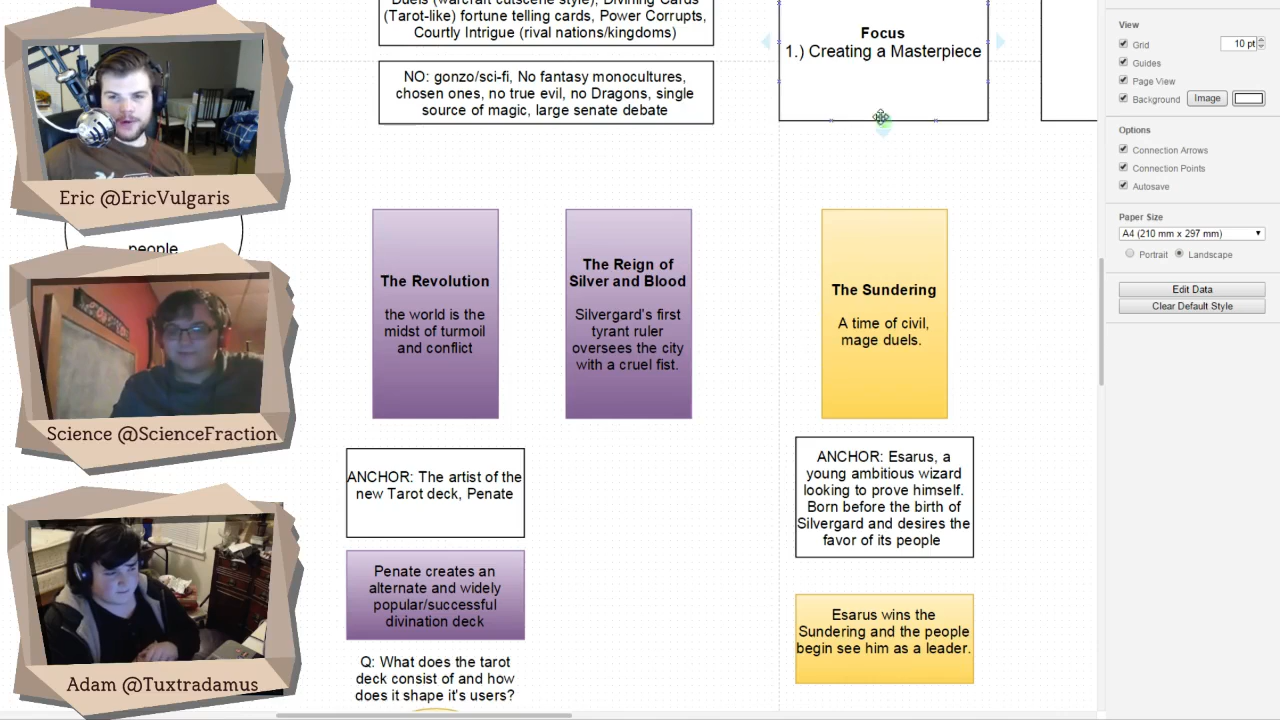 Duels (warcraft cutscene style), Divining Cards
(Tarot-like) fortune telling cards, Power Corrupts,
Courtly Intrigue (rival nations/kingdoms)
NO: gonzo/sci-fi, No fantasy monocultures,
chosen ones, no true evil, no Dragons, single
source of magic, large senate debate
Focus
1.) Creating a Masterpiece
Eric @EricVulgaris
people
Science @ScienceFraction
Adam @Tuxtradamus
The Revolution
the world is the
midst of turmoil
and conflict
The Reign of
Silver and Blood
Silvergard's first
tyrant ruler
oversees the city
with a cruel fist.
The Sundering
A time of civil,
mage duels.
ANCHOR: The artist of the
new Tarot deck, Penate
Penate creates an
alternate and widely
popular/successful
divination deck
Q: What does the tarot
deck consist of and how
does it shape it's users?
ANCHOR: Esarus, a
young ambitious wizard
looking to prove himself.
Born before the birth of
Silvergard and desires the
favor of its people
Esarus wins the
Sundering and the people
begin see him as a leader.
View
Grid
10 pt
Guides
Page View
Background
Image
Options
Connection Arrows
Connection Points
Autosave
Paper Size
A4 (210 mm x 297 mm)
Portrait
Landscape
Edit Data
Clear Default Style